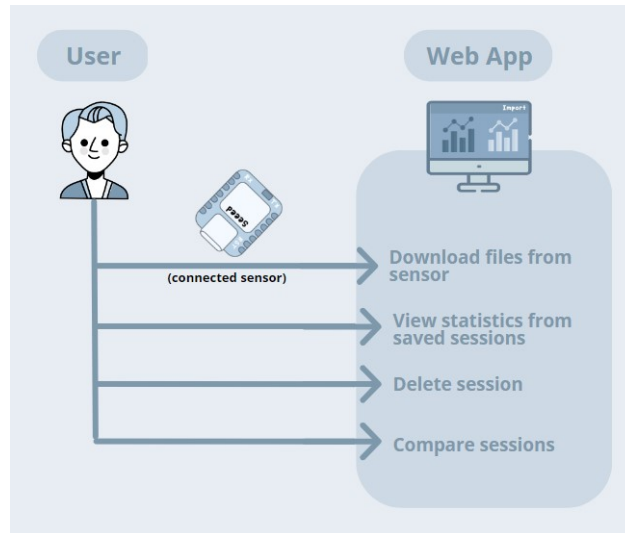 User
Web App
Import
Seeed
(connected sensor)
Download files from
sensor
View statistics from
saved sessions
Delete session
Compare sessions